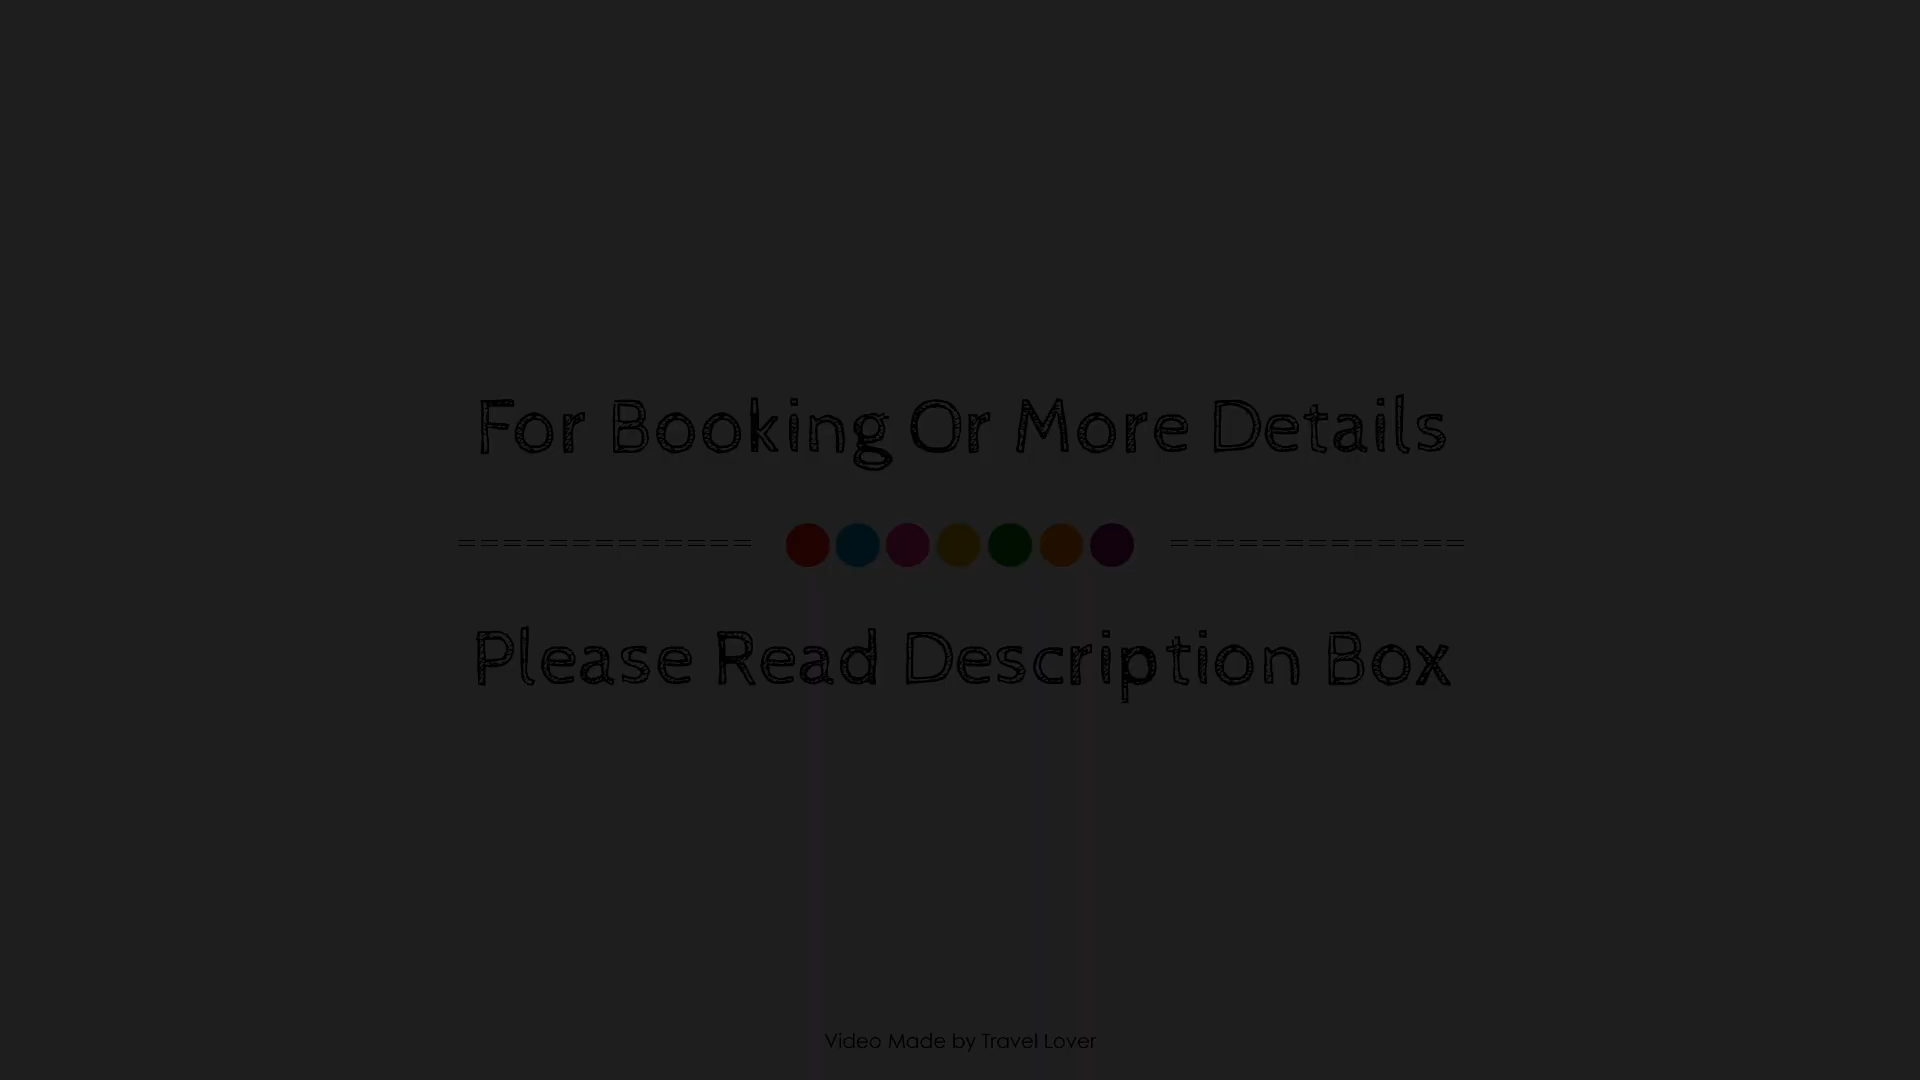 For Booking Or More Details
============= =============
Please Read Description Box
Video Made by Travel Lover